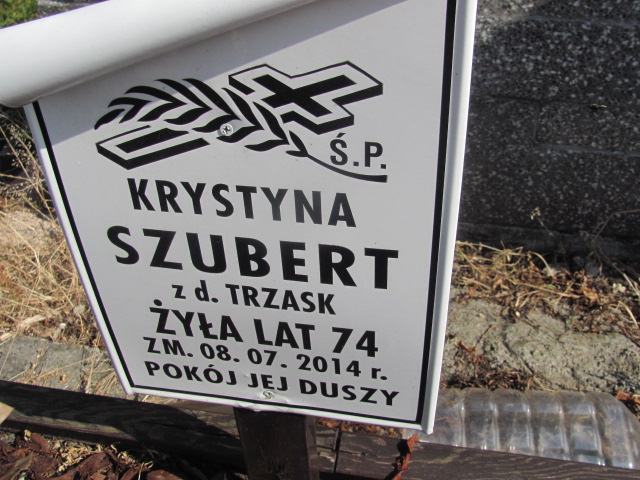 Ś.P.
KRYSTYNA
SZUBERT
z d. TRZASK
ŻYŁA LAT 74
ZM. 08. 07. 2014 r.
POKÓJ JEJ DUSZY